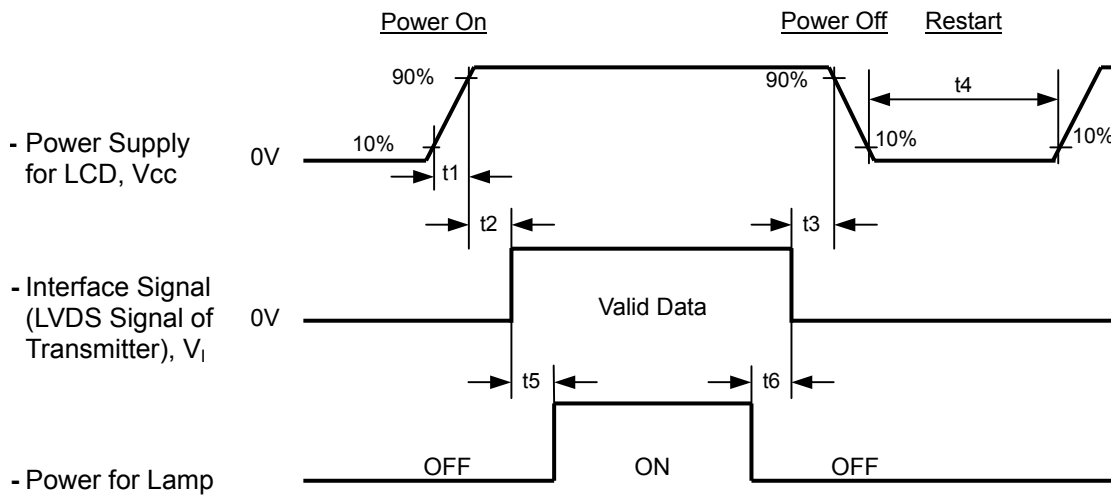 Power On
Power Off Restart
90%
90%
t4
- Power Supply
for LCD, Vcc
0V
10%
10%
10%
t1
t2
t3
- Interface Signal
(LVDS Signal of
Transmitter), VI
0V
Valid Data
t5
t6
- Power for Lamp
OFF
ON
OFF